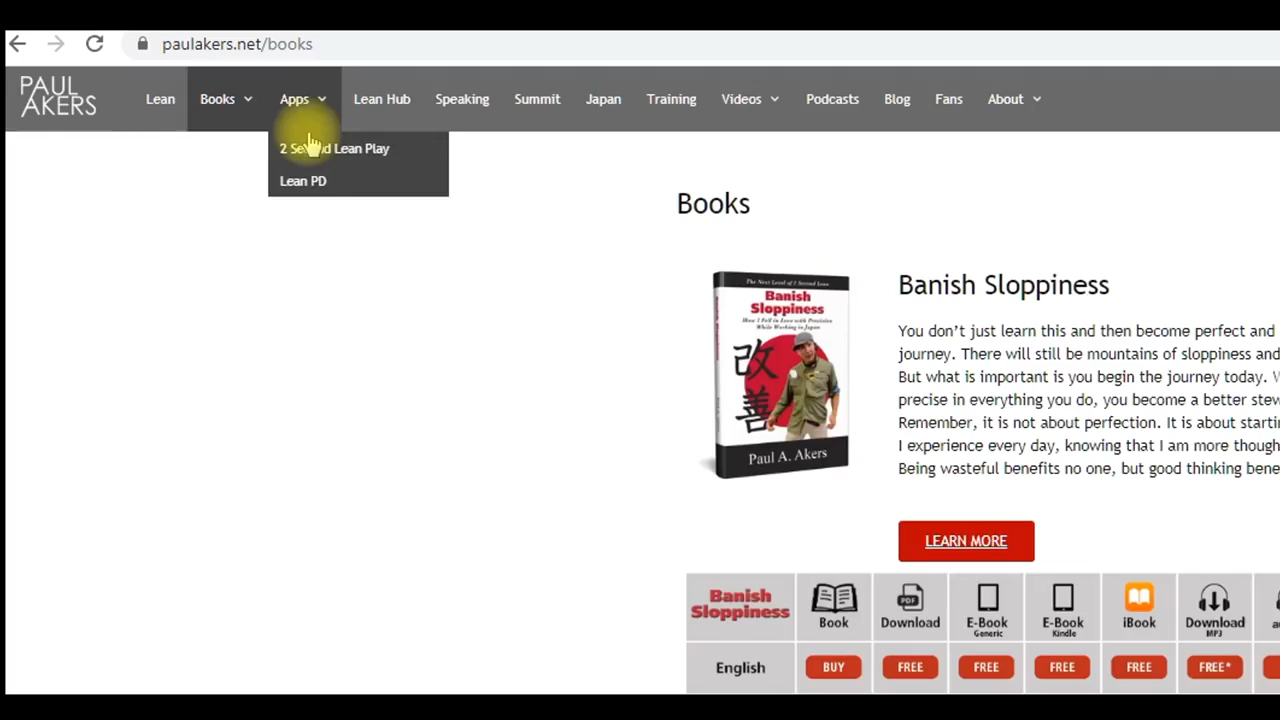 paulakers.net/books
PAUL
AKERS
Lean Books Apps Lean Hub Speaking Summit Japan Training Videos Podcasts Blog Fans About
2 Second Lean Play
Lean PD
Books
The Next Level of 2 Second Lean
Banish
Sloppiness
How I Fell in Love with Precision
While Working in Japan
改
善
Paul A. Akers
Banish Sloppiness
You don’t just learn this and then become perfect and
journey. There will still be mountains of sloppiness and
But what is important is you begin the journey today.
precise in everything you do, you become a better
Remember, it is not about perfection. It is about
I experience every day, knowing that I am more
Being wasteful benefits no one, but good thinking
LEARN MORE
Banish
Sloppiness
Book
PDF
Download
E-Book
Generic
E-Book
Kindle
iBook
Download
MP3
English BUY FREE FREE FREE FREE FREE*